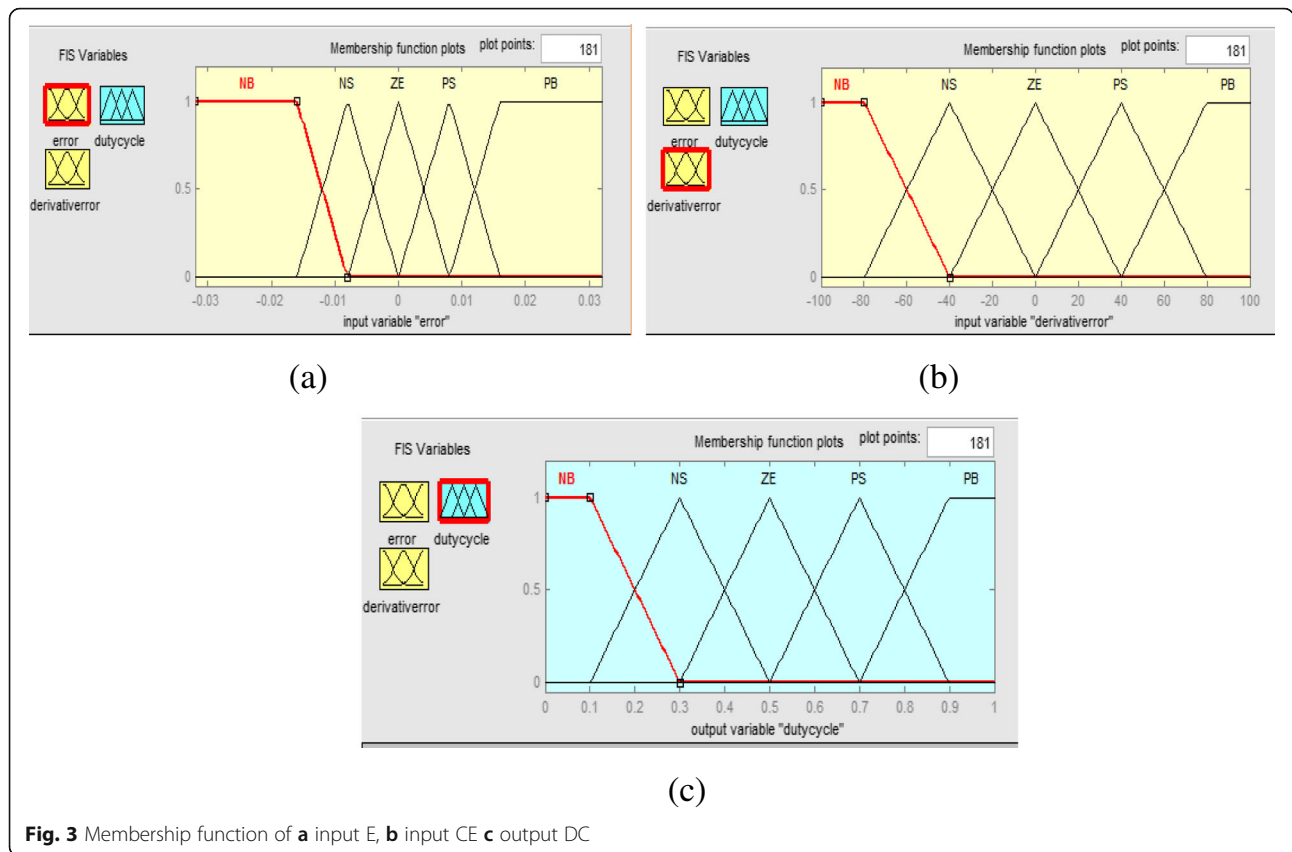 FIS Variables
Membership function plots plot points: 181
NB NS ZE PS PB
error dutycycle
derivativerror
1
0.5
0
-0.03 -0.02 -0.01 0 0.01 0.02 0.03
input variable "error"
(a)
FIS Variables
Membership function plots plot points: 181
NB NS ZE PS PB
error dutycycle
derivativerror
1
0.5
0
-100 -80 -60 -40 -20 0 20 40 60 80 100
input variable "derivativerror"
(b)
FIS Variables
Membership function plots plot points: 181
NB NS ZE PS PB
error dutycycle
derivativerror
1
0.5
0
0 0.1 0.2 0.3 0.4 0.5 0.6 0.7 0.8 0.9 1
output variable "dutycycle"
(c)
Fig. 3 Membership function of a input E, b input CE c output DC